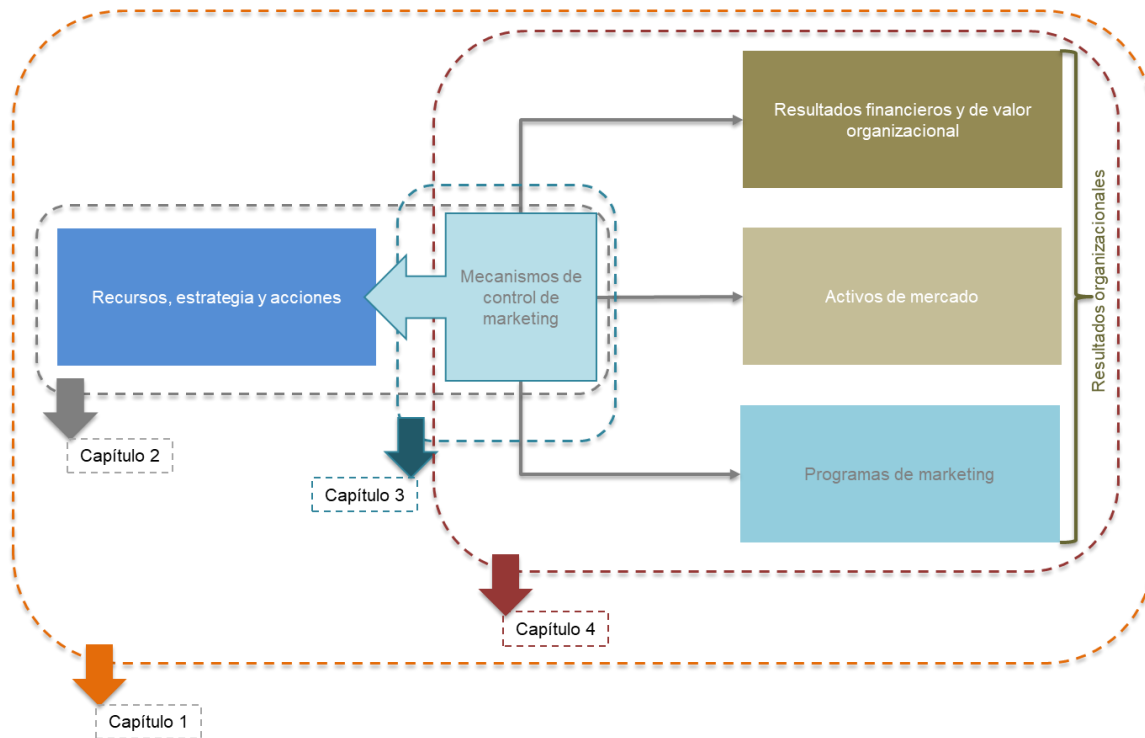 Resultados financieros y de valor
organizacional
Recursos, estrategia y acciones
Mecanismos de
control de
marketing
Activos de mercado
Resultados organizacionales
Programas de marketing
Capítulo 2
Capítulo 3
Capítulo 4
Capítulo 1